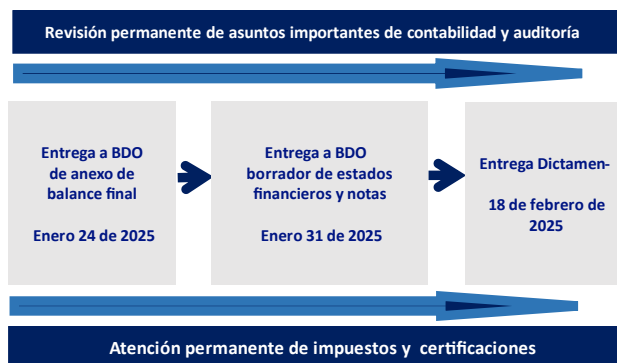 Revisión permanente de asuntos importantes de contabilidad y auditoría
Entrega a BDO
de anexo de
balance final
Enero 24 de 2025
Entrega a BDO
borrador de estados
financieros y notas
Enero 31 de 2025
Entrega Dictamen-
18 de febrero de
2025
Atención permanente de impuestos y certificaciones